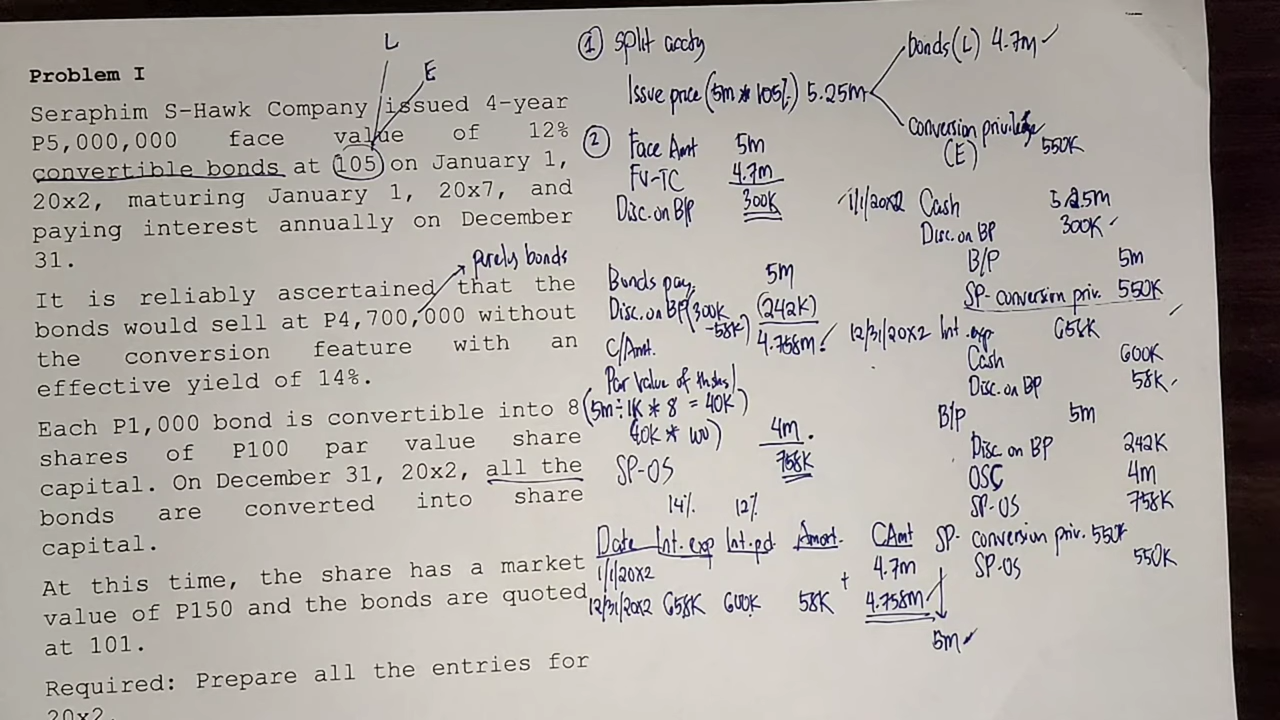 Problem I
L
E
Seraphim S-Hawk Company issued 4-year
P5,000,000 face value of 12%
convertible bonds at 105 on January 1,
20x2, maturing January 1, 20x7, and
paying interest annually on December
31.
purely bonds
It is reliably ascertained that the
bonds would sell at P4,700,000 without
the conversion feature with an
effective yield of 14%.
Each P1,000 bond is convertible into 8
shares of P100 par value share
capital. On December 31, 20x2, all the
bonds are converted into share
capital.
At this time, the share has a market
value of P150 and the bonds are quoted
at 101.
Required: Prepare all the entries for
20x2.
① split acctg
Issue price (5m * 105%) 5.25m
bonds (L) 4.7m ✓
conversion privilege
(E) 550K
② Face Amt 5m
FV-TC 4.7m
Disc. on B/P 300K
Bonds pay. 5m
Disc. on BP (300K (242K)
-58K)
C/Amt. 4.758m ✓
Par value of
(5m ÷ 1K * 8 = 40K)
40K * 100) 4m.
SP-OS 758K
14% 12%
Date Int. exp Int. pd Amort. CAmt
1/1/20x2 4.7m
12/31/20x2 658K 600K 58K + 4.758m
5m ✓
✓ 1/1/20x2 Cash 5.25m
Disc. on BP 300K ✓
B/P 5m
SP- conversion priv. 550K
12/31/20x2 Int. exp 658K
Cash 600K
Disc. on BP 58K ✓
B/P 5m
Disc on BP 242K
OSC 4m
SP-OS 758K
SP- conversion priv. 550K
SP-OS 550K